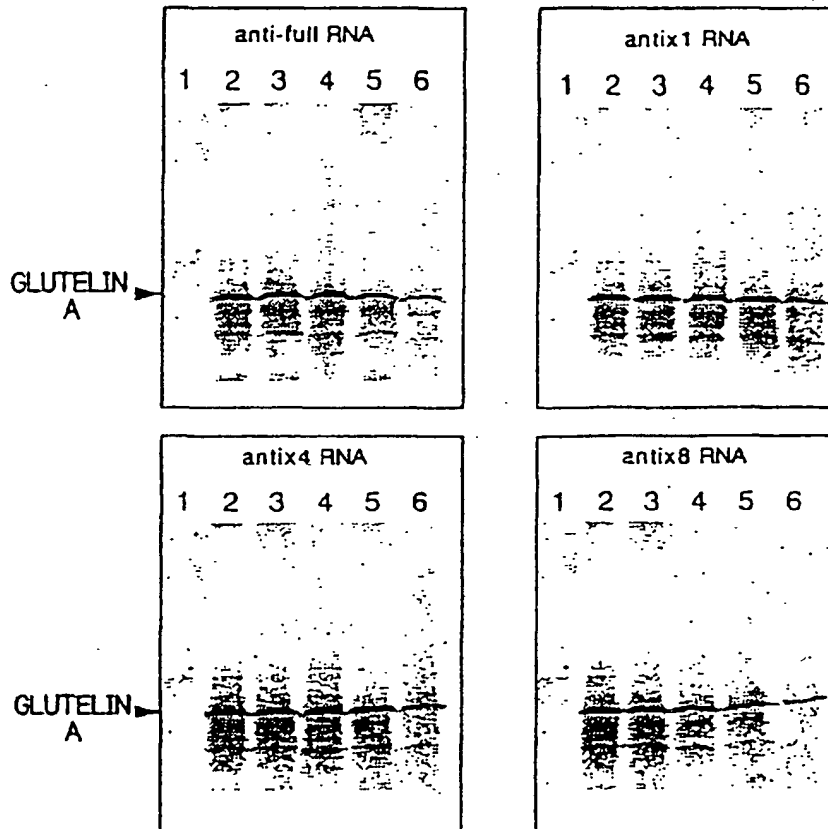 anti-full RNA
1 2 3 4 5 6
antix1 RNA
1 2 3 4 5 6
GLUTELIN
A
antix4 RNA
1 2 3 4 5 6
antix8 RNA
1 2 3 4 5 6
GLUTELIN
A